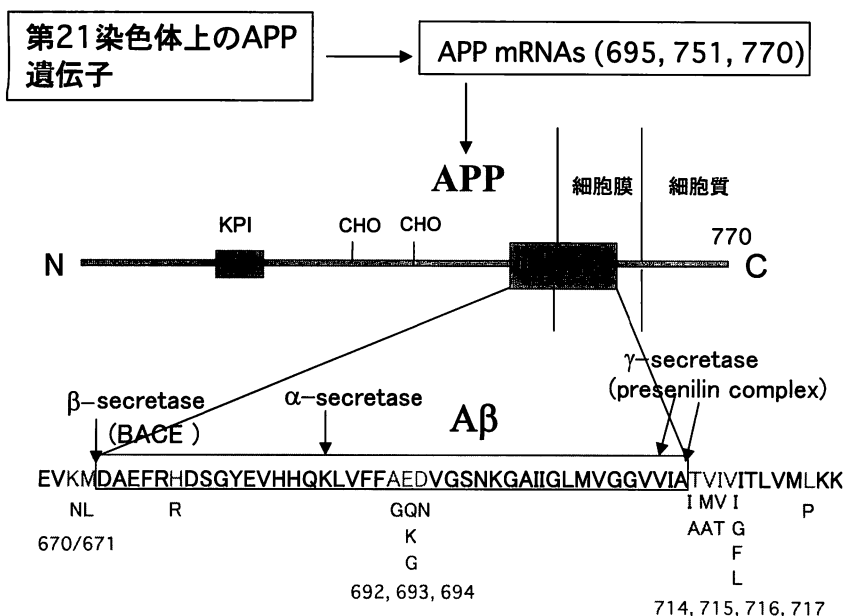 第21染色体上のAPP
遺伝子
APP mRNAs (695, 751, 770)
APP
細胞膜
細胞質
KPI
CHO
CHO
770
N
C
γ-secretase
(presenilin complex)
β-secretase
(BACE )
α-secretase
Aβ
EVKMDAEFRHDSGYEVHHQKLVFFAEDVGSNKGAIIGLMVGGVVIATVIVITLVMLKK
NL
R
GQN
I MV I
P
K
AAT G
G
F
L
670/671
692, 693, 694
714, 715, 716, 717